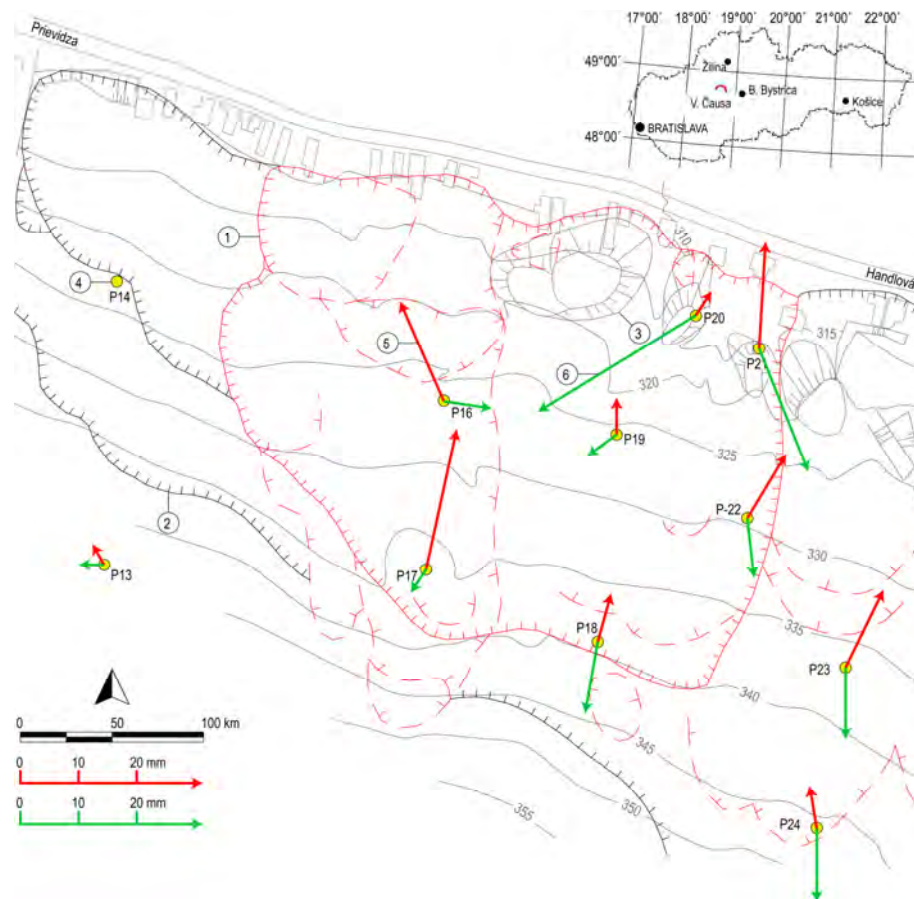 Prievidza
17°00' 18°00' 19°00' 20°00' 21°00' 22°00'
49°00'
48°00'
Žilina
V. Čausa
B. Bystrica
Košice
BRATISLAVA
Handlová
1
2
3
4
5
6
P14
P20
P2
P16
P19
P-22
P13
P17
P18
P23
P24
310
315
320
325
330
335
340
345
350
355
0 50 100 km
0 10 20 mm
0 10 20 mm